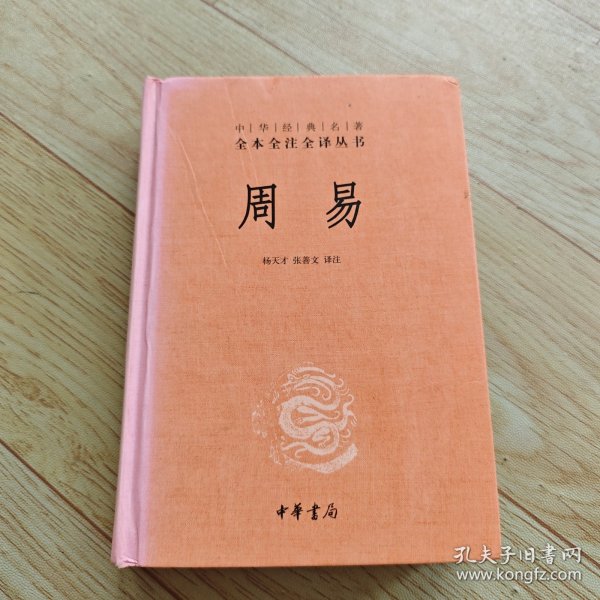 中|华|经|典|名|著
全本全注全译丛书
周 易
杨天才 张善文 译注
中華書局
孔夫子旧書网
www.kongfz.com